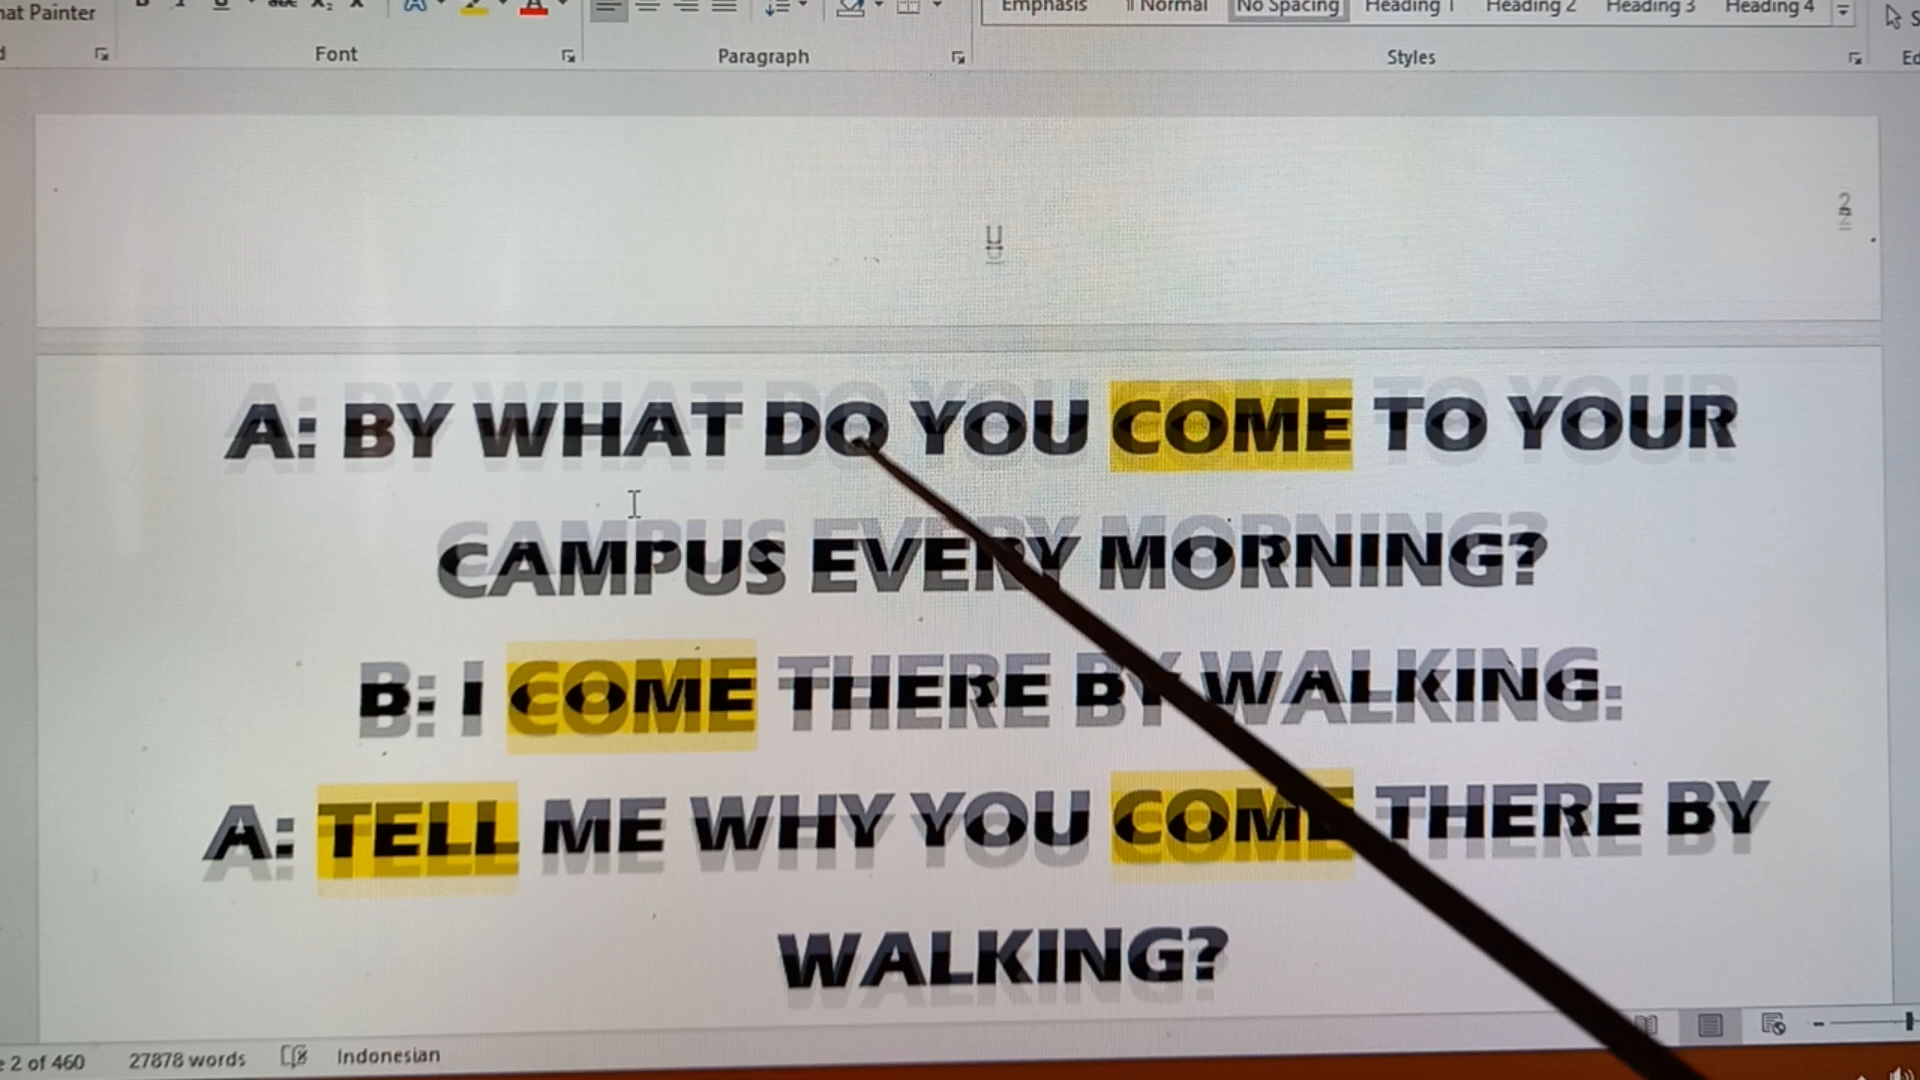 at Painter
Font
Paragraph
Emphasis
¶ Normal
No Spacing
Heading 1
Heading 2
Heading 3
Heading 4
Styles
2
A: BY WHAT DO YOU COME TO YOUR
CAMPUS EVERY MORNING?
B: I COME THERE BY WALKING.
A: TELL ME WHY YOU COME THERE BY
WALKING?
2 of 460
27878 words
Indonesian